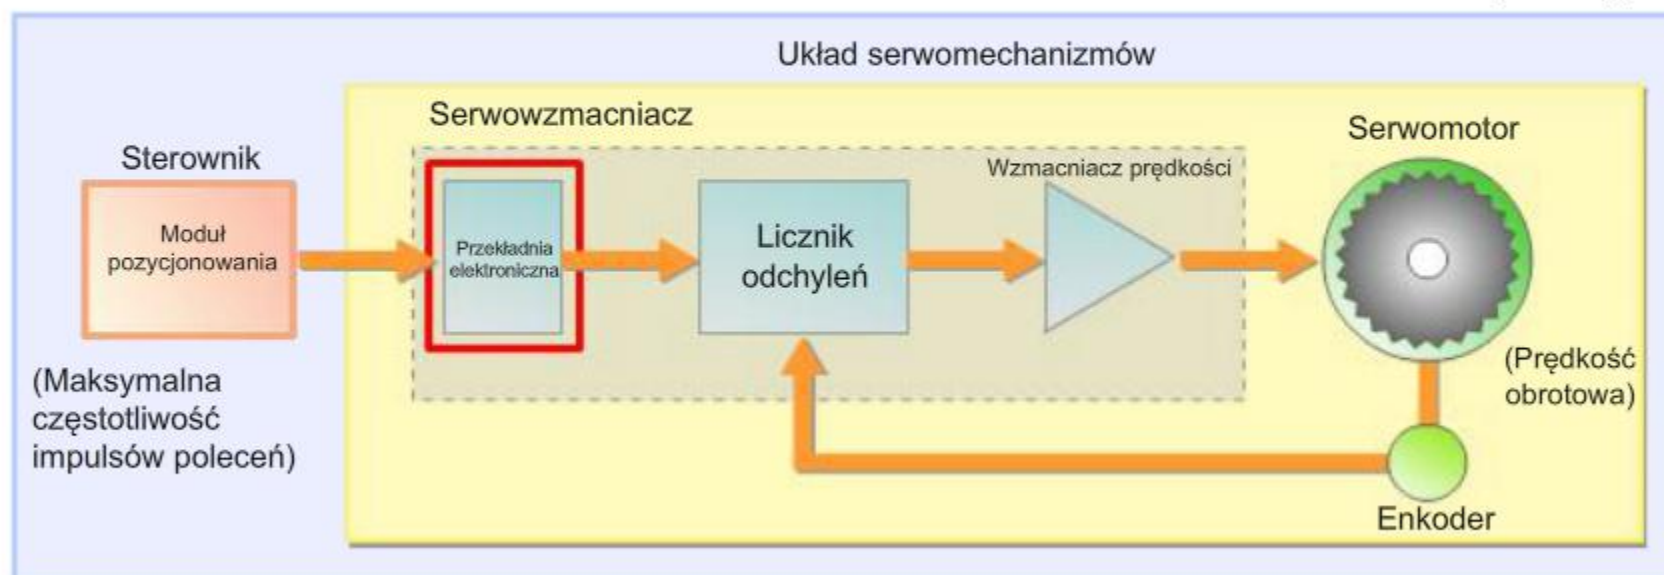 Układ serwomechanizmów
Serwowzmacniacz
Serwomotor
Sterownik
Wzmacniacz prędkości
Moduł
pozycjonowania
Przekładnia
elektroniczna
Licznik
odchyleń
(Maksymalna
częstotliwość
impulsów poleceń)
(Prędkość
obrotowa)
Enkoder